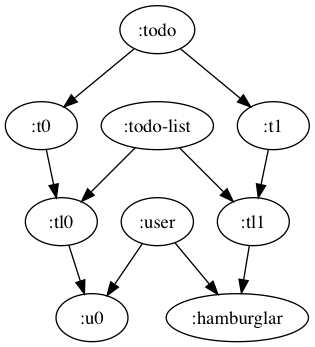 :todo
:t0
:todo-list
:t1
:tl0
:user
:tl1
:u0
:hamburglar